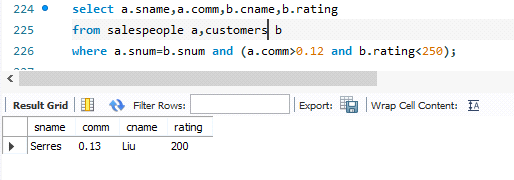 224 select a.sname,a.comm,b.cname,b.rating
225 from salespeople a,customers b
226 where a.snum=b.snum and (a.comm>0.12 and b.rating<250);
Result Grid Filter Rows: Export: Wrap Cell Content: IA
sname comm cname rating
Serres 0.13 Liu 200